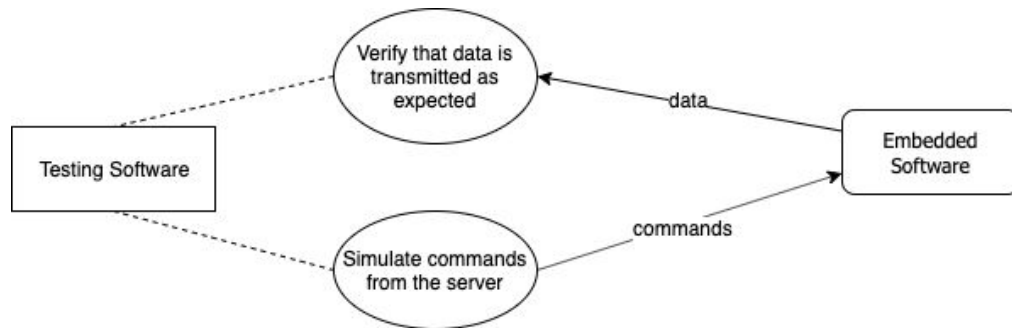 Verify that data is
transmitted as
expected
data
Testing Software
Embedded
Software
commands
Simulate commands
from the server